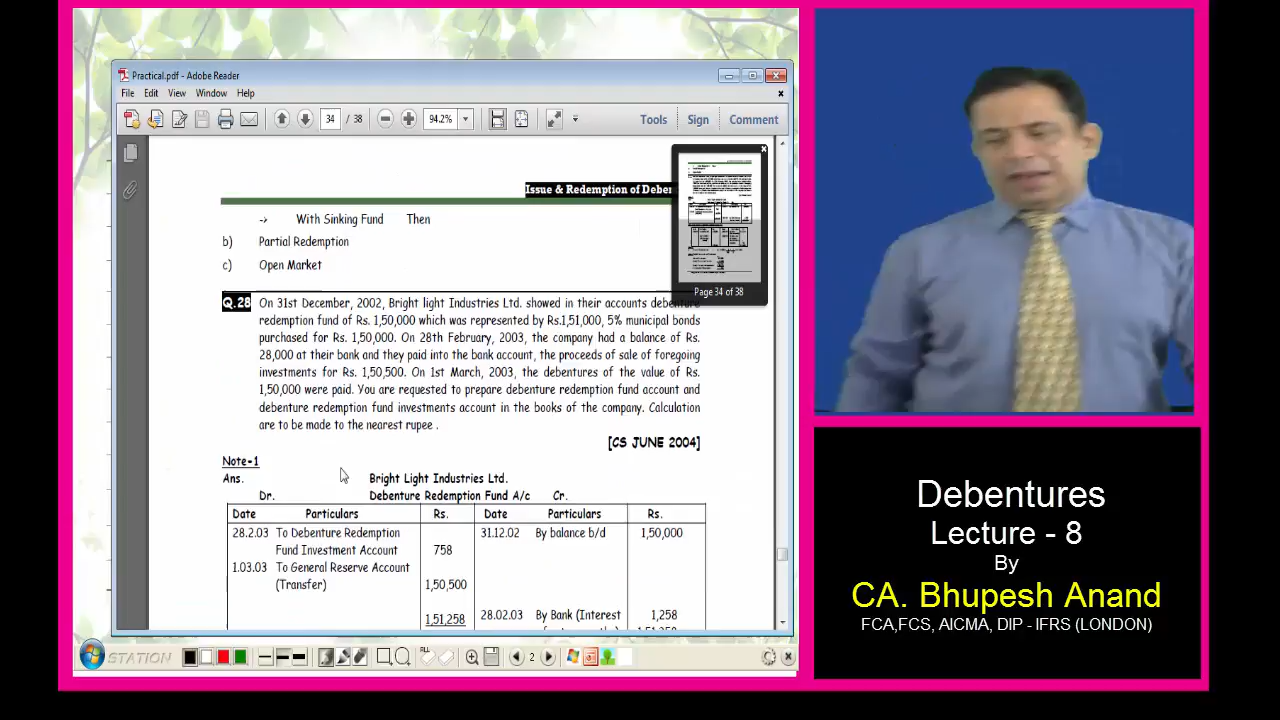 Practical.pdf - Adobe Reader
File Edit View Window Help
34 / 38
94.2%
Tools Sign Comment
Issue & Redemption of Deber
-> With Sinking Fund Then
b) Partial Redemption
c) Open Market
Page 34 of 38
Q.28 On 31st December, 2002, Bright light Industries Ltd. showed in their accounts debenture
redemption fund of Rs. 1,50,000 which was represented by Rs.1,51,000, 5% municipal bonds
purchased for Rs. 1,50,000. On 28th February, 2003, the company had a balance of Rs.
28,000 at their bank and they paid into the bank account, the proceeds of sale of foregoing
investments for Rs. 1,50,500. On 1st March, 2003, the debentures of the value of Rs.
1,50,000 were paid. You are requested to prepare debenture redemption fund account and
debenture redemption fund investments account in the books of the company. Calculation
are to be made to the nearest rupee .
[CS JUNE 2004]
Note-1
Ans. Bright Light Industries Ltd.
Dr. Debenture Redemption Fund A/c Cr.
Date Particulars Rs. Date Particulars Rs.
28.2.03 To Debenture Redemption 31.12.02 By balance b/d 1,50,000
Fund Investment Account 758
1.03.03 To General Reserve Account
(Transfer) 1,50,500
1,51,258 28.02.03 By Bank (Interest 1,258
STATION
2
Debentures
Lecture - 8
By
CA. Bhupesh Anand
FCA,FCS, AICMA, DIP - IFRS (LONDON)